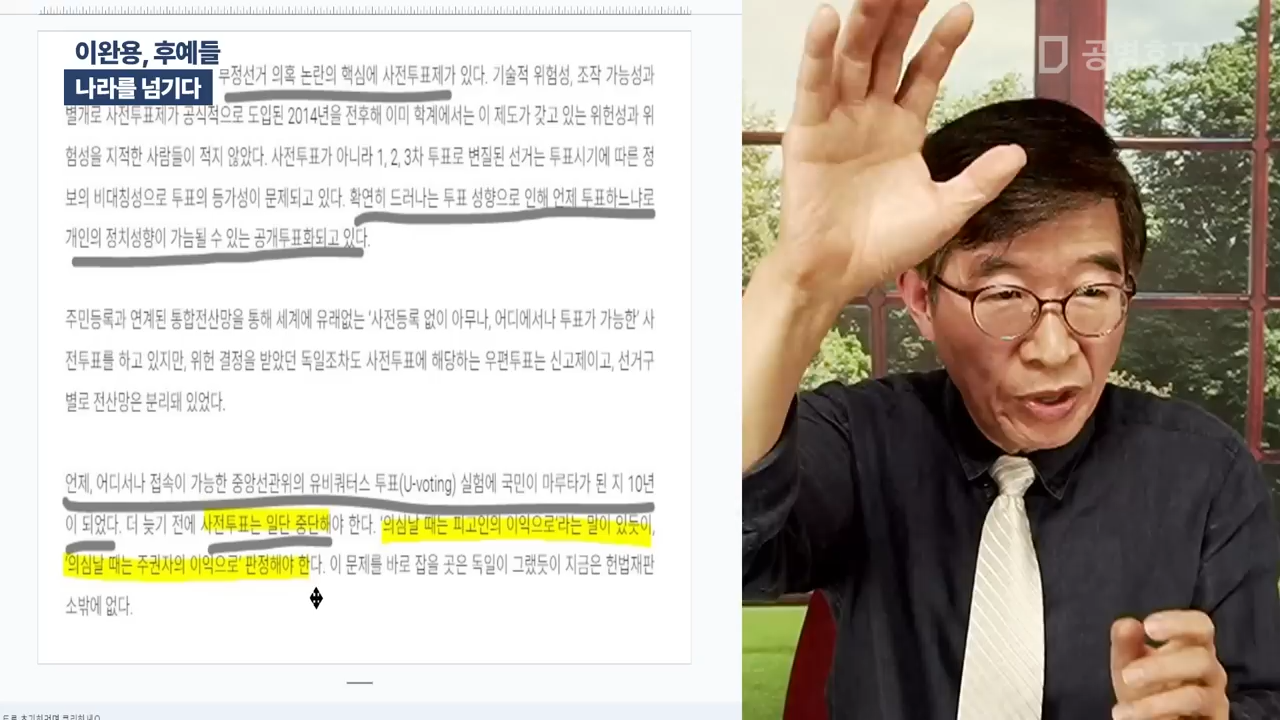 이완용, 후예들
나라를 넘기다
공병호TV
부정선거 의혹 논란의 핵심에 사전투표제가 있다. 기술적 위험성, 조작 가능성과
별개로 사전투표제가 공식적으로 도입된 2014년을 전후해 이미 학계에서는 이 제도가 갖고 있는 위헌성과 위
험성을 지적한 사람들이 적지 않았다. 사전투표가 아니라 1, 2, 3차 투표로 변질된 선거는 투표시기에 따른 정
보의 비대칭성으로 투표의 등가성이 문제되고 있다. 확연히 드러나는 투표 성향으로 인해 언제 투표하느냐로
개인의 정치성향이 가늠될 수 있는 공개투표화되고 있다.
주민등록과 연계된 통합전산망을 통해 세계에 유래없는 '사전등록 없이 아무나, 어디에서나 투표가 가능한' 사
전투표를 하고 있지만, 위헌 결정을 받았던 독일조차도 사전투표에 해당하는 우편투표는 신고제이고, 선거구
별로 전산망은 분리돼 있었다.
언제, 어디서나 접속이 가능한 중앙선관위의 유비쿼터스 투표(U-voting) 실험에 국민이 마루타가 된 지 10년
이 되었다. 더 늦기 전에 사전투표는 일단 중단해야 한다. '의심날 때는 피고인의 이익으로'라는 말이 있듯이,
'의심날 때는 주권자의 이익으로' 판정해야 한다. 이 문제를 바로 잡을 곳은 독일이 그랬듯이 지금은 헌법재판
소밖에 없다.